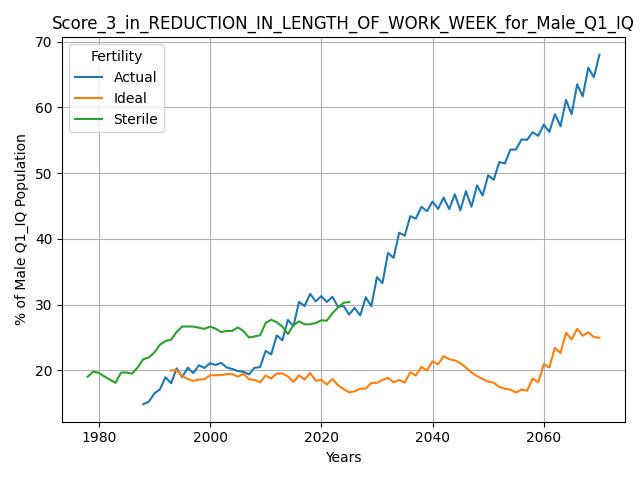 Score_3_in_REDUCTION_IN_LENGTH_OF_WORK_WEEK_for_Male_Q1_IQ
Fertility
Actual
Ideal
Sterile
% of Male Q1_IQ Population
70
60
50
40
30
20
1980
2000
2020
2040
2060
Years